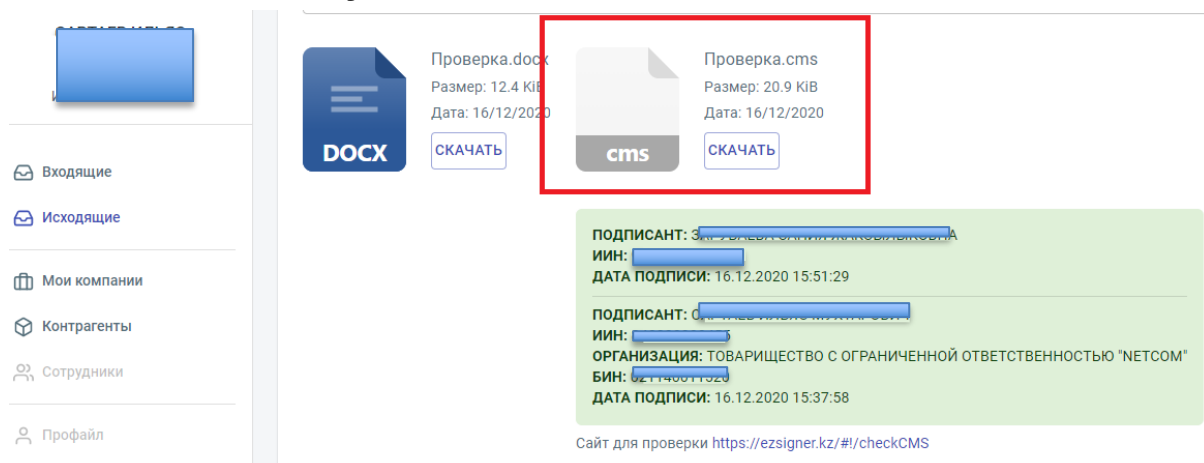 Входящие
Исходящие
Мои компании
Контрагенты
Сотрудники
Профайл
Проверка.docx
Размер: 12.4 KiB
Дата: 16/12/2020
СКАЧАТЬ
DOCX
Проверка.cms
Размер: 20.9 KiB
Дата: 16/12/2020
СКАЧАТЬ
cms
ПОДПИСАНТ:
ИИН:
ДАТА ПОДПИСИ: 16.12.2020 15:51:29
ПОДПИСАНТ:
ИИН:
ОРГАНИЗАЦИЯ: ТОВАРИЩЕСТВО С ОГРАНИЧЕННОЙ ОТВЕТСТВЕННОСТЬЮ "NETCOM"
БИН:
ДАТА ПОДПИСИ: 16.12.2020 15:37:58
Сайт для проверки https://ezsigner.kz/#!/checkCMS